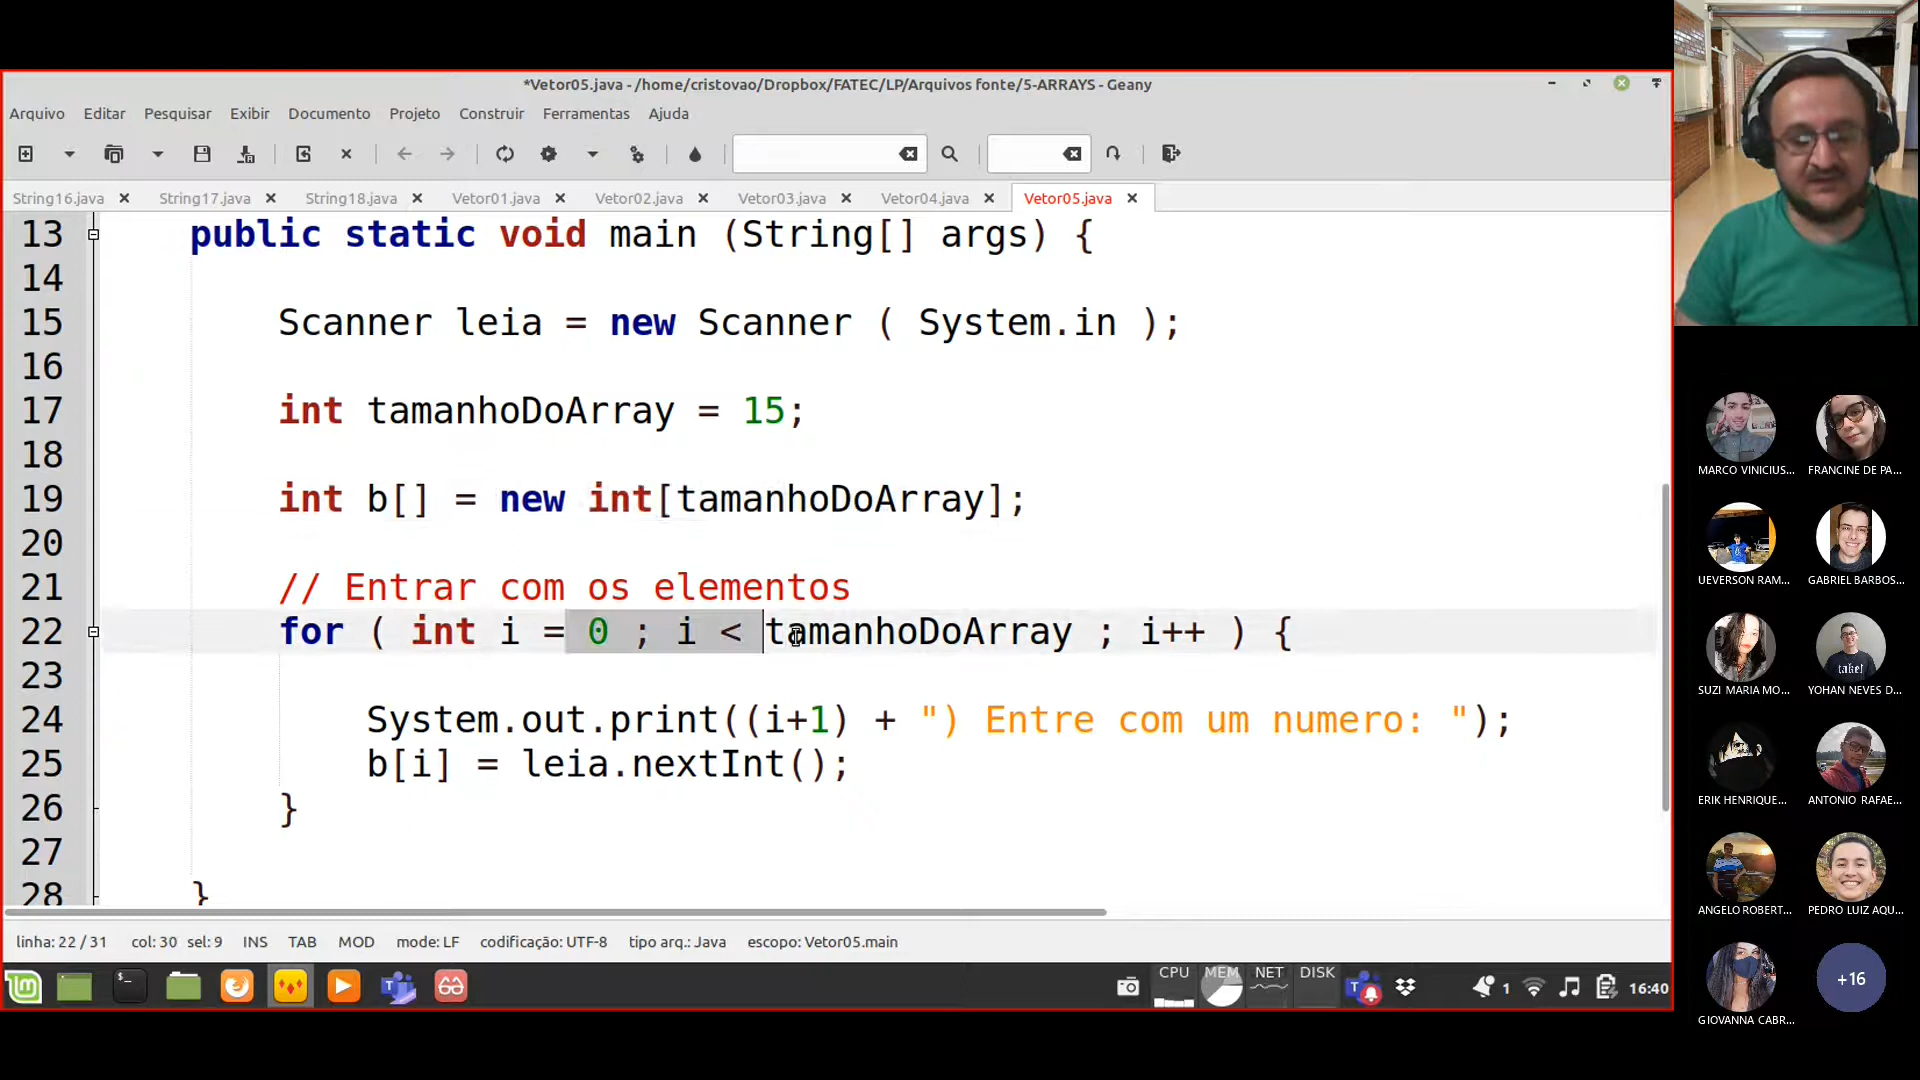 *Vetor05.java - /home/cristovao/Dropbox/FATEC/LP/Arquivos fonte/5-ARRAYS - Geany
Arquivo Editar Pesquisar Exibir Documento Projeto Construir Ferramentas Ajuda
String16.java String17.java String18.java Vetor01.java Vetor02.java Vetor03.java Vetor04.java Vetor05.java
13 public static void main (String[] args) {
14
15 Scanner leia = new Scanner ( System.in );
16
17 int tamanhoDoArray = 15;
18
19 int b[] = new int[tamanhoDoArray];
20
21 // Entrar com os elementos
22 for ( int i = 0 ; i < tamanhoDoArray ; i++ ) {
23
24 System.out.print((i+1) + ") Entre com um numero: ");
25 b[i] = leia.nextInt();
26 }
27
28 }
linha: 22 / 31 col: 30 sel: 9 INS TAB MOD mode: LF codificação: UTF-8 tipo arq.: Java escopo: Vetor05.main
CPU MEM NET DISK
1 16:40
MARCO VINICIUS... FRANCINE DE PA...
UEVERSON RAM... GABRIEL BARBOS...
take!
SUZI MARIA MO... YOHAN NEVES D...
ERIK HENRIQUE... ANTONIO RAFAE...
ANGELO ROBERT... PEDRO LUIZ AQU...
+16
GIOVANNA CABR...